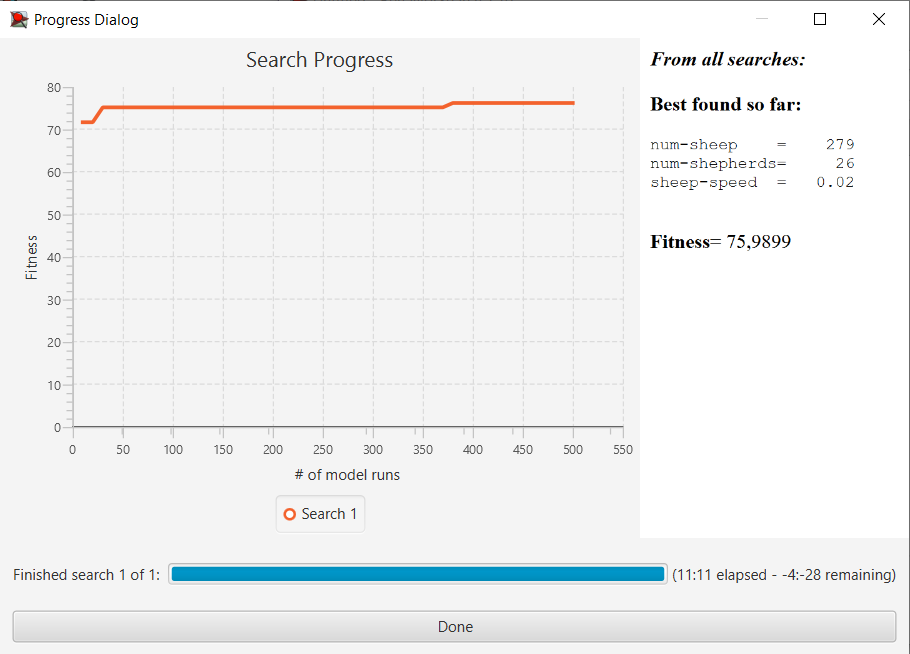 Progress Dialog
Search Progress
80
70
60
50
40
30
20
10
0
Fitness
0 50 100 150 200 250 300 350 400 450 500 550
# of model runs
Search 1
From all searches:
Best found so far:
num-sheep = 279
num-shepherds= 26
sheep-speed = 0.02
Fitness= 75,9899
Finished search 1 of 1:
(11:11 elapsed - -4:-28 remaining)
Done